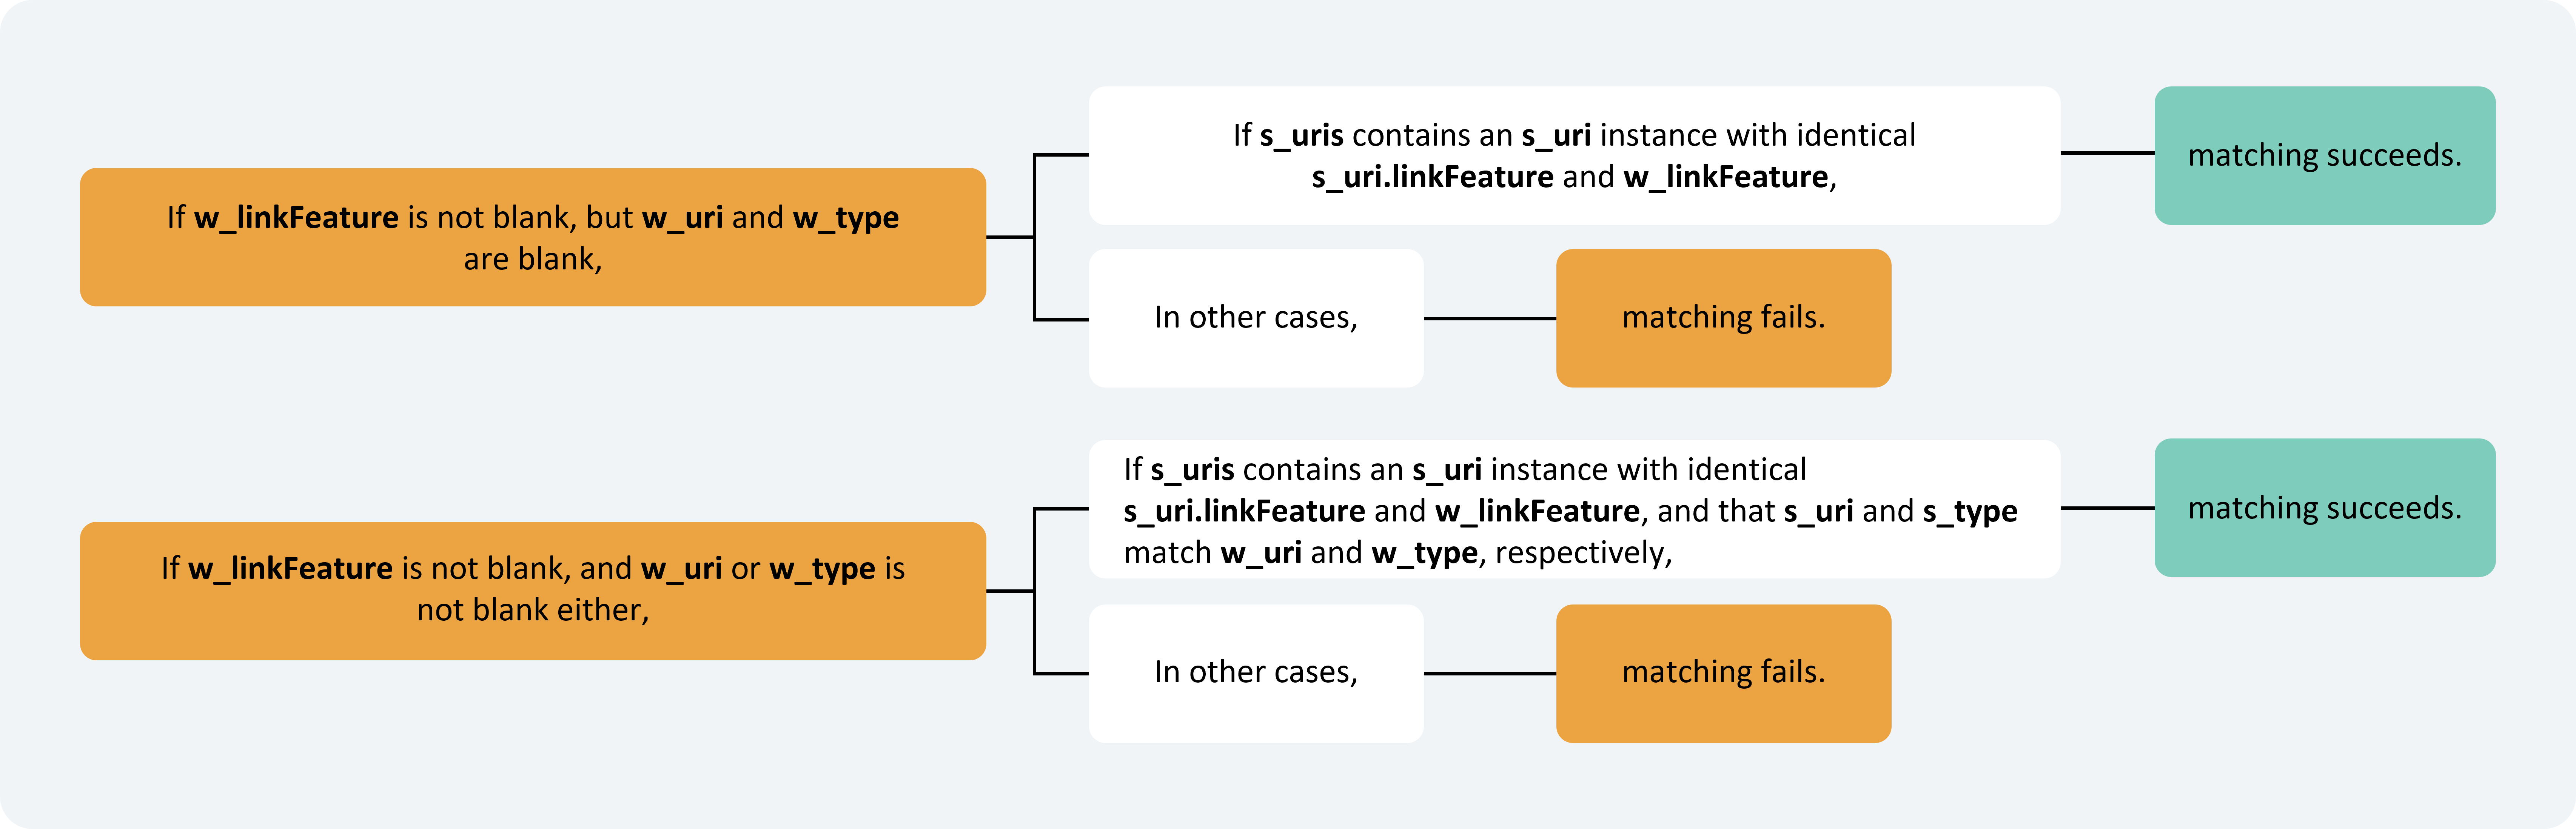 If w_linkFeature is not blank, but w_uri and w_type
are blank,
If s_uris contains an s_uri instance with identical
s_uri.linkFeature and w_linkFeature,
matching succeeds.
In other cases,
matching fails.
If w_linkFeature is not blank, and w_uri or w_type is
not blank either,
If s_uris contains an s_uri instance with identical
s_uri.linkFeature and w_linkFeature, and that s_uri and s_type
match w_uri and w_type, respectively,
matching succeeds.
In other cases,
matching fails.